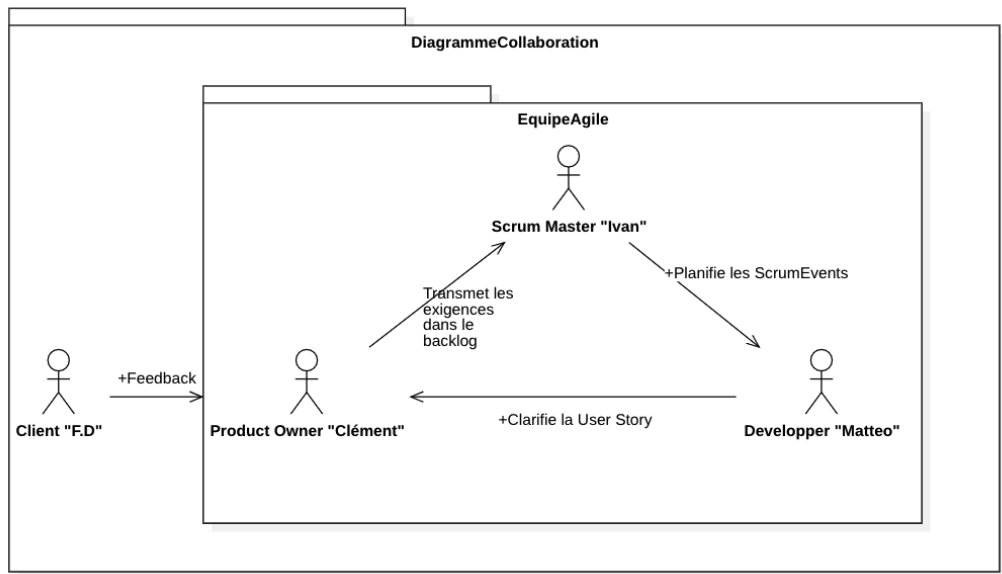 DiagrammeCollaboration
EquipeAgile
Scrum Master "Ivan"
+Planifie les ScrumEvents
Transmet les
exigences
dans le
backlog
+Feedback
+Clarifie la User Story
Client "F.D"
Product Owner "Clément"
Developper "Matteo"